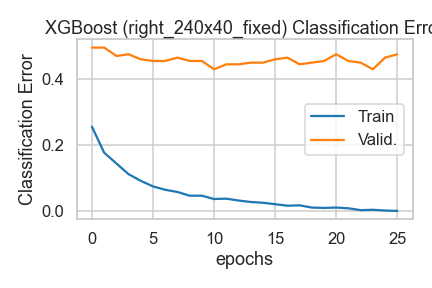 XGBoost (right_240x40_fixed) Classification Erro
Classification Error
0.4
0.2
0.0
Train
Valid.
0 5 10 15 20 25
epochs